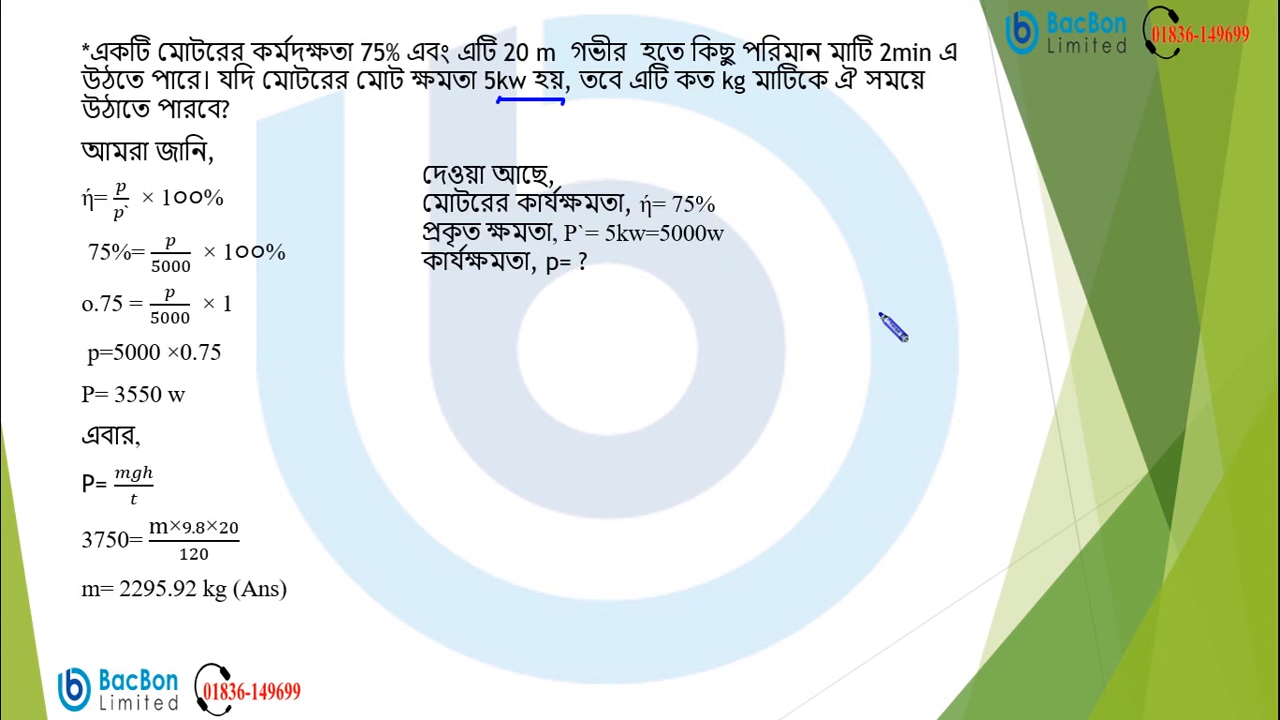 BacBon
Limited
01836-149699
*একটি মোটরের কর্মদক্ষতা 75% এবং এটি 20 m গভীর হতে কিছু পরিমান মাটি 2min এ
উঠতে পারে। যদি মোটরের মোট ক্ষমতা 5kw হয়, তবে এটি কত kg মাটিকে ঐ সময়ে
উঠাতে পারবে?
আমরা জানি,
ή= p/p` × 1০০%
75%= p/5000 × 1০০%
o.75 = p/5000 × 1
p=5000 ×0.75
P= 3550 w
এবার,
P= mgh/t
3750= m×9.8×20/120
m= 2295.92 kg (Ans)
দেওয়া আছে,
মোটরের কার্যক্ষমতা, ή= 75%
প্রকৃত ক্ষমতা, P`= 5kw=5000w
কার্যক্ষমতা, p= ?
BacBon
Limited
01836-149699